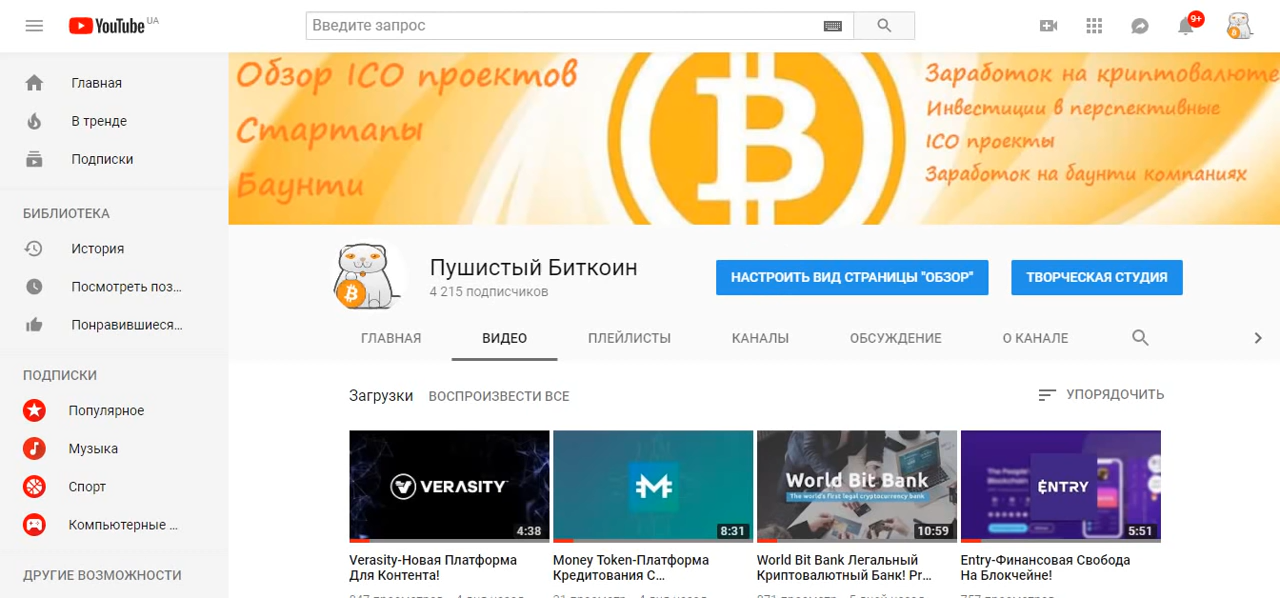 YouTube UA
Введите запрос
9+
Главная
В тренде
Подписки
БИБЛИОТЕКА
История
Посмотреть поз...
Понравившиеся...
ПОДПИСКИ
Популярное
Музыка
Спорт
Компьютерные ...
ДРУГИЕ ВОЗМОЖНОСТИ
Обзор ICO проектов
Стартапы
Баунти
Заработок на криптовалюте
Инвестиции в перспективные
ICO проекты
Заработок на баунти компаниях
Пушистый Биткоин
4 215 подписчиков
НАСТРОИТЬ ВИД СТРАНИЦЫ "ОБЗОР"
ТВОРЧЕСКАЯ СТУДИЯ
ГЛАВНАЯ
ВИДЕО
ПЛЕЙЛИСТЫ
КАНАЛЫ
ОБСУЖДЕНИЕ
О КАНАЛЕ
Загрузки
ВОСПРОИЗВЕСТИ ВСЕ
УПОРЯДОЧИТЬ
VERASITY
4:38
Verasity-Новая Платформа
Для Контента!
8:31
Money Token-Платформа
Кредитования С...
World Bit Bank
The world's first legal cryptocurrency bank
10:59
World Bit Bank Легальный
Криптовалютный Банк! Pr...
ENTRY
5:51
Entry-Финансовая Свобода
На Блокчейне!